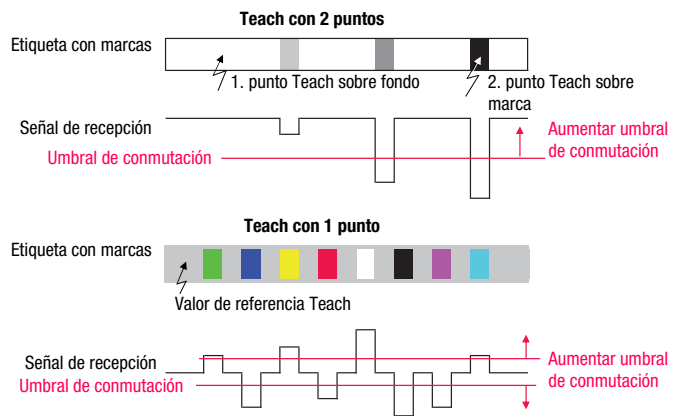 Teach con 2 puntos
Etiqueta con marcas
1. punto Teach sobre fondo
2. punto Teach sobre
marca
Señal de recepción
Umbral de conmutación
Aumentar umbral
de conmutación
Teach con 1 punto
Etiqueta con marcas
Valor de referencia Teach
Señal de recepción
Umbral de conmutación
Aumentar umbral
de conmutación